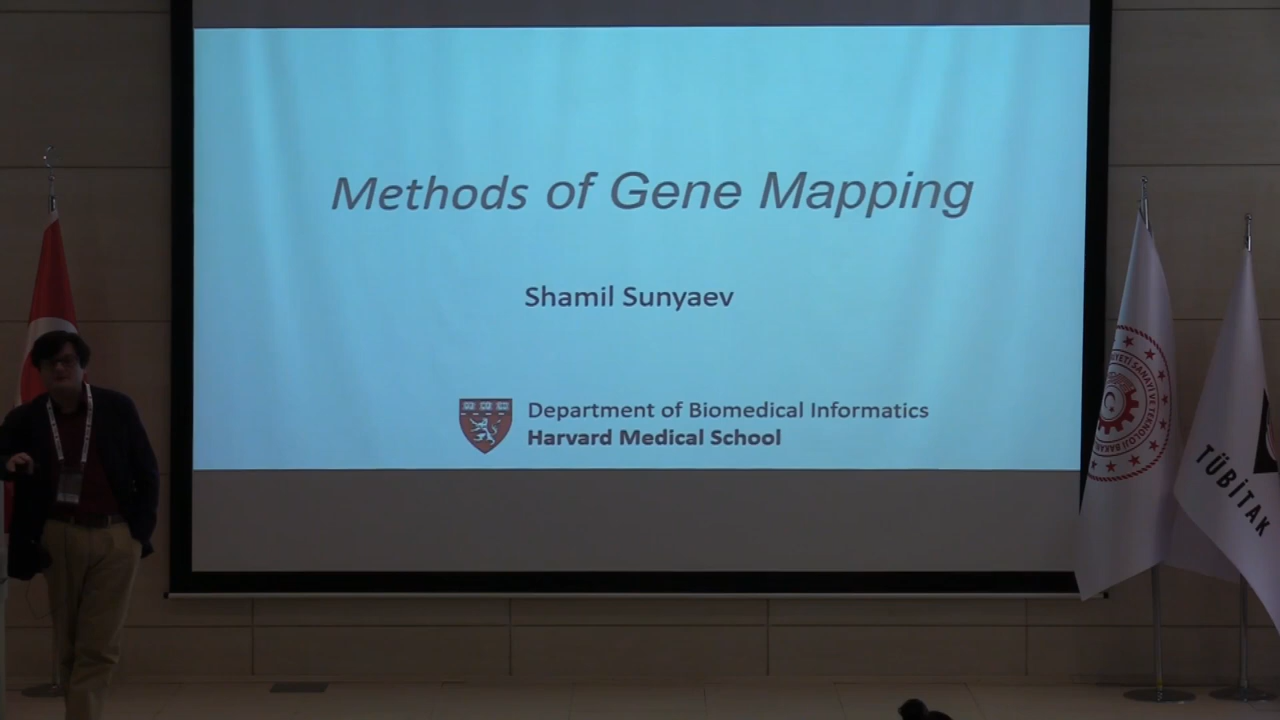 Methods of Gene Mapping
Shamil Sunyaev
Department of Biomedical Informatics
Harvard Medical School
TÜBİTAK